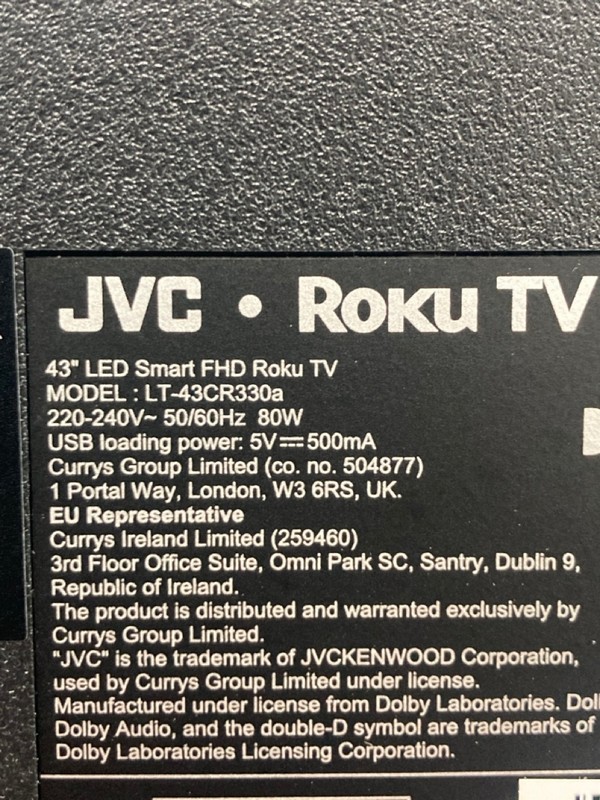 JVC • ROKU TV
43" LED Smart FHD Roku TV
MODEL : LT-43CR330a
220-240V~ 50/60Hz 80W
USB loading power: 5V⎓500mA
Currys Group Limited (co. no. 504877)
1 Portal Way, London, W3 6RS, UK.
EU Representative
Currys Ireland Limited (259460)
3rd Floor Office Suite, Omni Park SC, Santry, Dublin 9,
Republic of Ireland.
The product is distributed and warranted exclusively by
Currys Group Limited.
"JVC" is the trademark of JVCKENWOOD Corporation,
used by Currys Group Limited under license.
Manufactured under license from Dolby Laboratories.
Dolby Audio, and the double-D symbol are trademarks of
Dolby Laboratories Licensing Corporation.